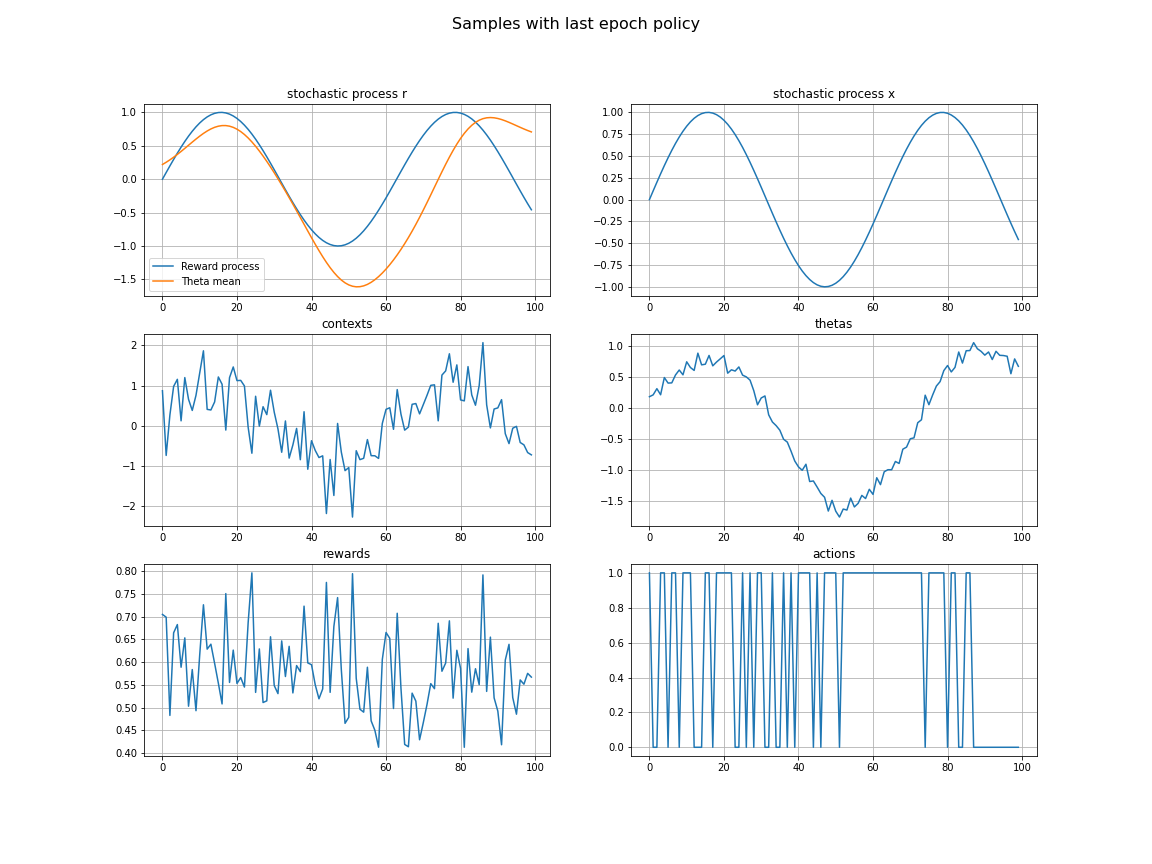 Samples with last epoch policy
stochastic process r
1.0
0.5
0.0
−0.5
−1.0
−1.5
Reward process
Theta mean
0 20 40 60 80 100
stochastic process x
1.00
0.75
0.50
0.25
0.00
−0.25
−0.50
−0.75
−1.00
0 20 40 60 80 100
contexts
2
1
0
−1
−2
0 20 40 60 80 100
thetas
1.0
0.5
0.0
−0.5
−1.0
−1.5
0 20 40 60 80 100
rewards
0.80
0.75
0.70
0.65
0.60
0.55
0.50
0.45
0.40
0 20 40 60 80 100
actions
1.0
0.8
0.6
0.4
0.2
0.0
0 20 40 60 80 100